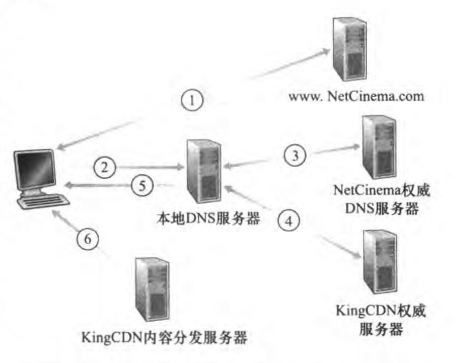 ①
www. NetCinema.com
②
③
⑤
NetCinema权威
DNS服务器
本地DNS服务器
④
⑥
KingCDN权威
服务器
KingCDN内容分发服务器